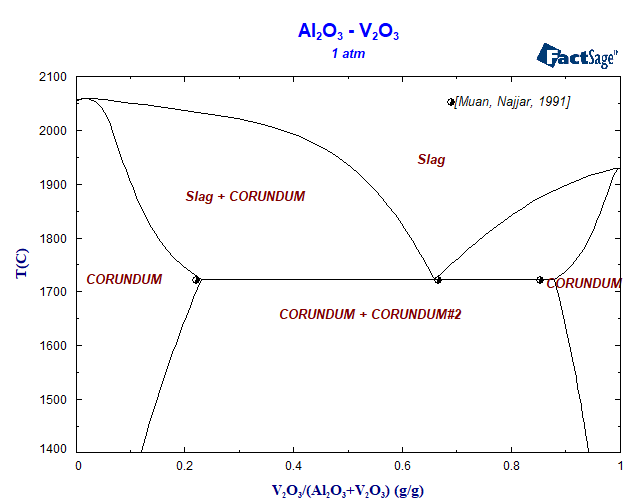 Al₂O₃ - V₂O₃
1 atm
FactSage™
[Muan, Najjar, 1991]
Slag
Slag + CORUNDUM
CORUNDUM
CORUNDUM
CORUNDUM + CORUNDUM#2
T(C)
2100
2000
1900
1800
1700
1600
1500
1400
0
0.2
0.4
0.6
0.8
1
V₂O₃/(Al₂O₃+V₂O₃) (g/g)